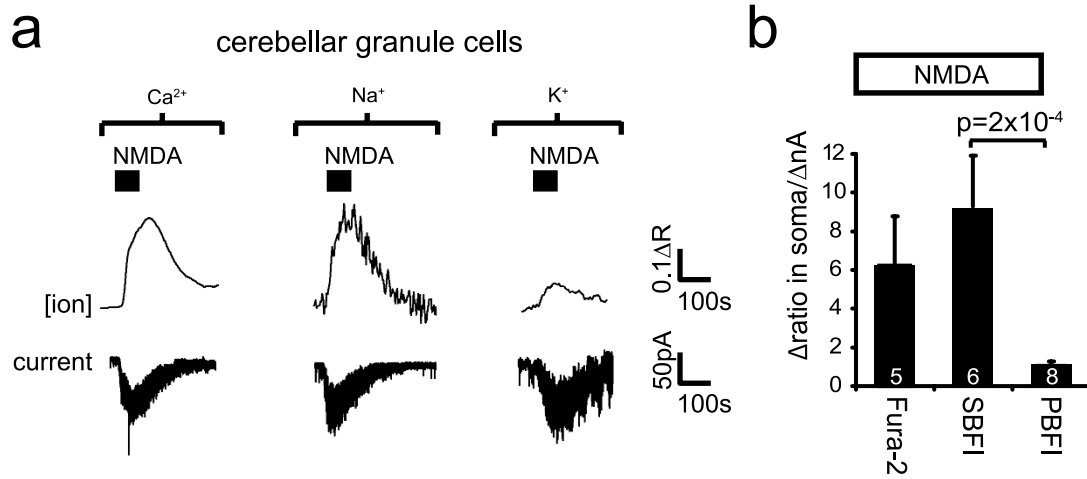 a
cerebellar granule cells
Ca²⁺
Na⁺
K⁺
NMDA
NMDA
NMDA
[ion]
0.1ΔR
100s
current
50pA
100s
b
NMDA
p=2x10⁻⁴
Δratio in soma/ΔnA
12
10
8
6
4
2
0
5
6
8
Fura-2
SBFI
PBFI